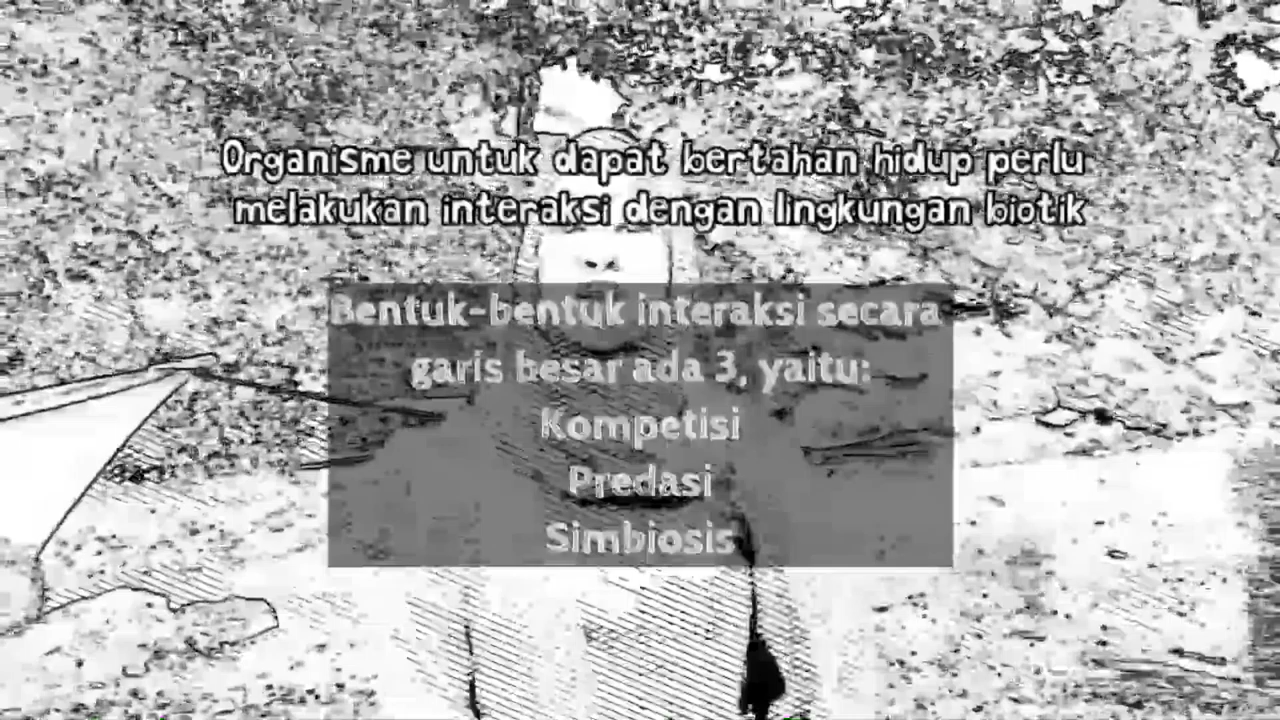 Organisme untuk dapat bertahan hidup perlu
melakukan interaksi dengan lingkungan biotik
Bentuk-bentuk interaksi secara
garis besar ada 3, yaitu:
Kompetisi
Predasi
Simbiosis